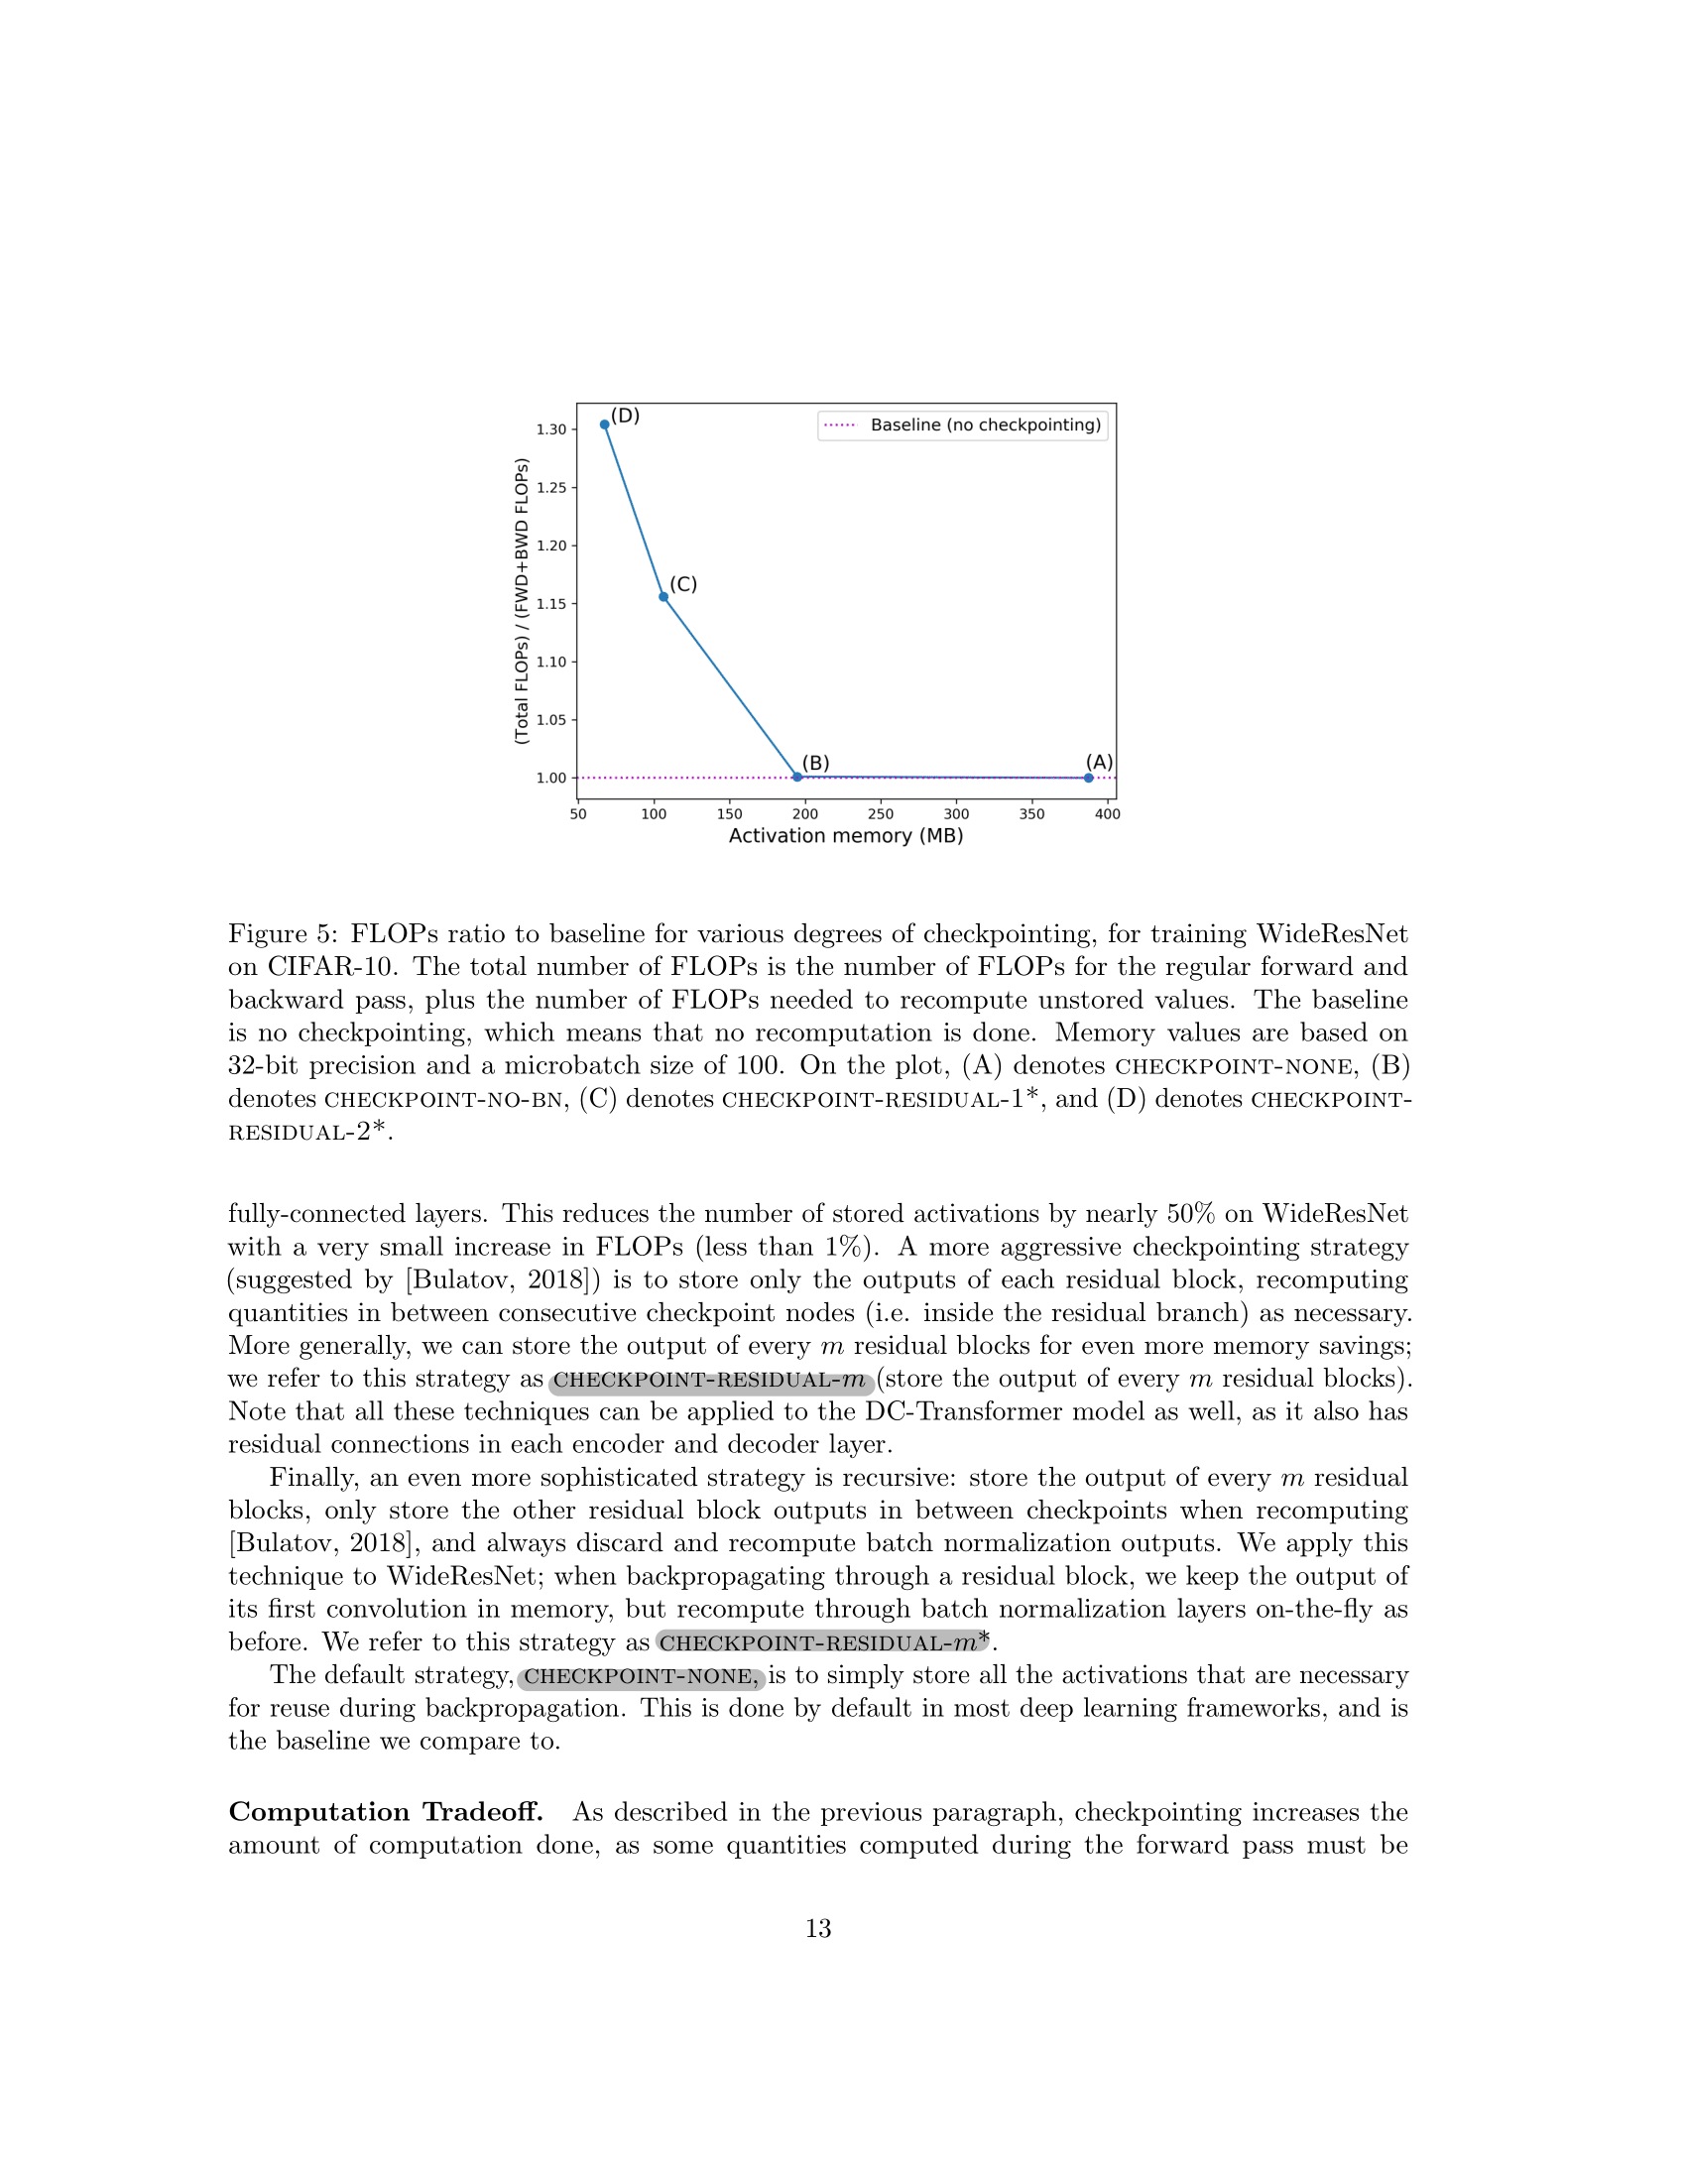 (D)
Baseline (no checkpointing)
1.30
1.25
(Total FLOPs) / (FWD+BWD FLOPs)
1.20
(C)
1.15
1.10
1.05
(B)
(A)
1.00
50 100 150 200 250 300 350 400
Activation memory (MB)
Figure 5: FLOPs ratio to baseline for various degrees of checkpointing, for training WideResNet
on CIFAR-10. The total number of FLOPs is the number of FLOPs for the regular forward and
backward pass, plus the number of FLOPs needed to recompute unstored values. The baseline
is no checkpointing, which means that no recomputation is done. Memory values are based on
32-bit precision and a microbatch size of 100. On the plot, (A) denotes CHECKPOINT-NONE, (B)
denotes CHECKPOINT-NO-BN, (C) denotes CHECKPOINT-RESIDUAL-1*, and (D) denotes CHECKPOINT-
RESIDUAL-2*.
fully-connected layers. This reduces the number of stored activations by nearly 50% on WideResNet
with a very small increase in FLOPs (less than 1%). A more aggressive checkpointing strategy
(suggested by [Bulatov, 2018]) is to store only the outputs of each residual block, recomputing
quantities in between consecutive checkpoint nodes (i.e. inside the residual branch) as necessary.
More generally, we can store the output of every m residual blocks for even more memory savings;
we refer to this strategy as CHECKPOINT-RESIDUAL-m (store the output of every m residual blocks).
Note that all these techniques can be applied to the DC-Transformer model as well, as it also has
residual connections in each encoder and decoder layer.
Finally, an even more sophisticated strategy is recursive: store the output of every m residual
blocks, only store the other residual block outputs in between checkpoints when recomputing
[Bulatov, 2018], and always discard and recompute batch normalization outputs. We apply this
technique to WideResNet; when backpropagating through a residual block, we keep the output of
its first convolution in memory, but recompute through batch normalization layers on-the-fly as
before. We refer to this strategy as CHECKPOINT-RESIDUAL-m*.
The default strategy, CHECKPOINT-NONE, is to simply store all the activations that are necessary
for reuse during backpropagation. This is done by default in most deep learning frameworks, and is
the baseline we compare to.
Computation Tradeoff. As described in the previous paragraph, checkpointing increases the
amount of computation done, as some quantities computed during the forward pass must be
13